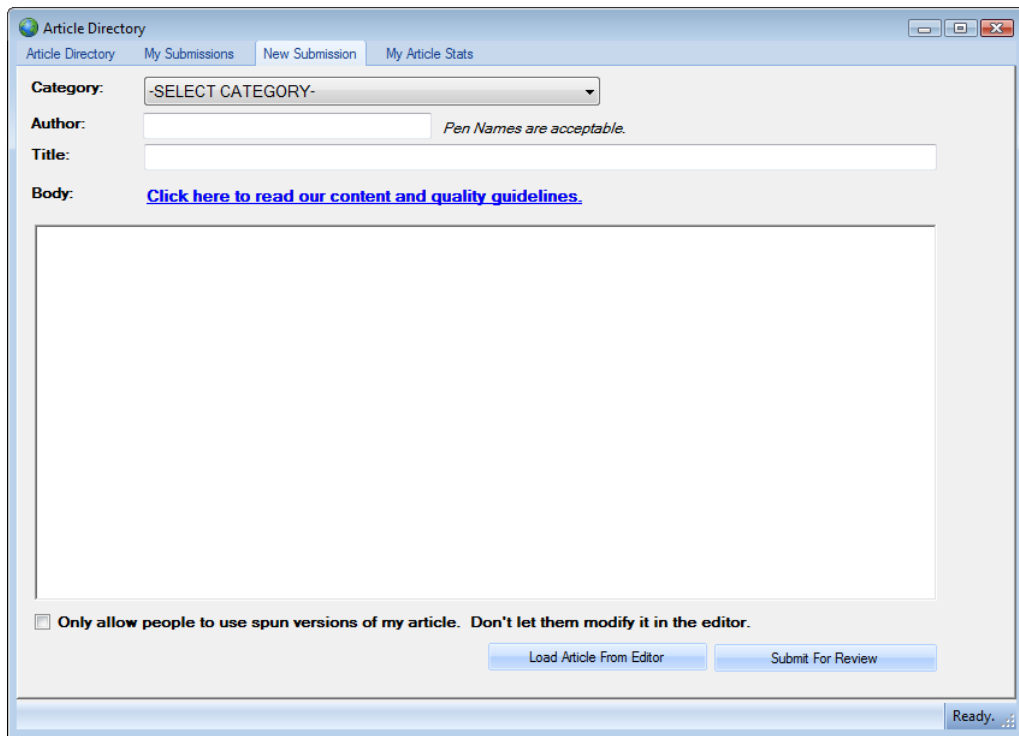 Article Directory
Article Directory My Submissions New Submission My Article Stats
Category: -SELECT CATEGORY-
Author: Pen Names are acceptable.
Title:
Body: Click here to read our content and quality guidelines.
Only allow people to use spun versions of my article. Don't let them modify it in the editor.
Load Article From Editor Submit For Review
Ready.